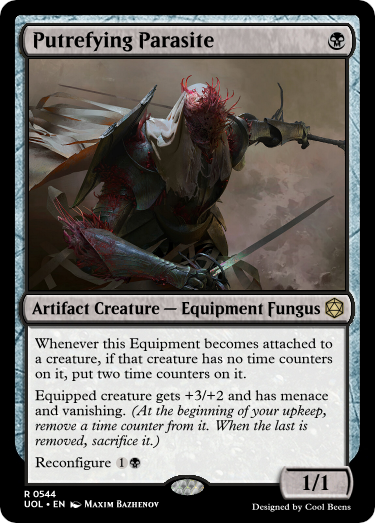 Putrefying Parasite
Artifact Creature — Equipment Fungus
Whenever this Equipment becomes attached to
a creature, if that creature has no time counters
on it, put two time counters on it.
Equipped creature gets +3/+2 and has menace
and vanishing. (At the beginning of your upkeep,
remove a time counter from it. When the last is
removed, sacrifice it.)
Reconfigure 1
1/1
R 0544
UOL • EN Maxim Bazhenov
Designed by Cool Beens